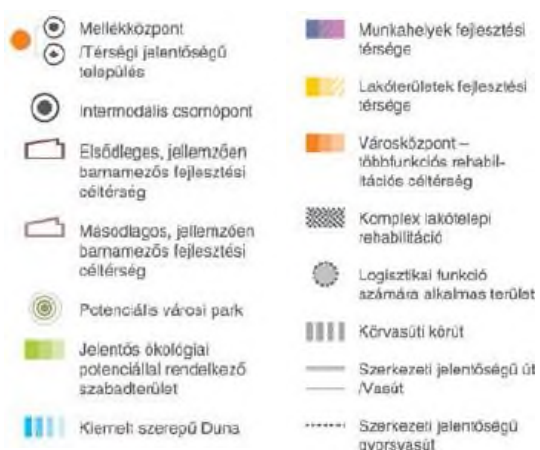 Mellékközpont
/Térségi jelentőségű
település
Intermodális csomópont
Elsődleges, jellemzően
barnamezős fejlesztési
céltérség
Másodlagos, jellemzően
barnamezős fejlesztési
céltérség
Potenciális városi park
Jelentős ökológiai
potenciállal rendelkező
szabadterület
Kiemelt szerepű Duna
Munkahelyek fejlesztési
térsége
Lakóterületek fejlesztési
térsége
Városközpont –
többfunkciós rehabil-
itációs céltérség
Komplex lakótelepi
rehabilitáció
Logisztikai funkció
számára alkalmas terület
Körvasúti körút
Szerkezeti jelentőségű út
/Vasút
Szerkezeti jelentőségű
gyorsvasút